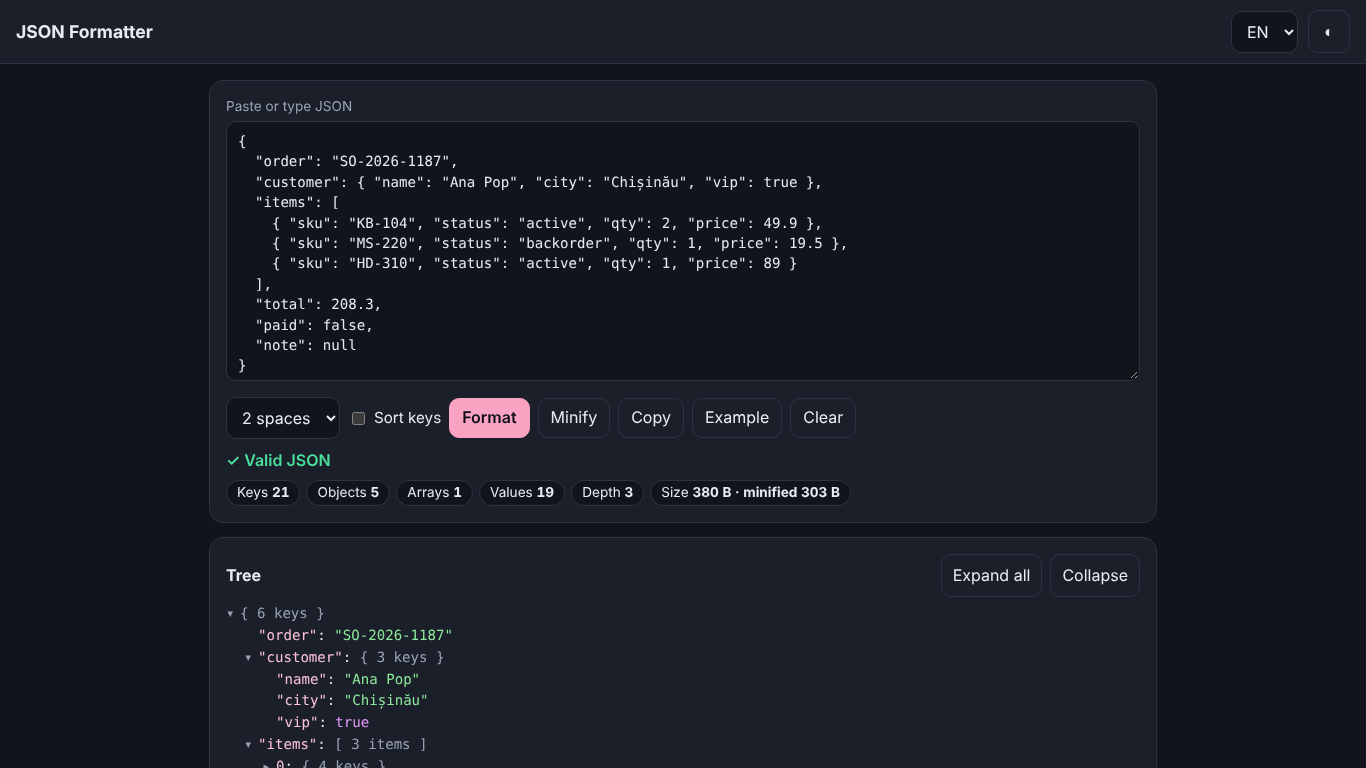 JSON Formatter
EN
Paste or type JSON
{
  "order": "SO-2026-1187",
  "customer": { "name": "Ana Pop", "city": "Chișinău", "vip": true },
  "items": [
    { "sku": "KB-104", "status": "active", "qty": 2, "price": 49.9 },
    { "sku": "MS-220", "status": "backorder", "qty": 1, "price": 19.5 },
    { "sku": "HD-310", "status": "active", "qty": 1, "price": 89 }
  ],
  "total": 208.3,
  "paid": false,
  "note": null
}
2 spaces Sort keys Format Minify Copy Example Clear
✓ Valid JSON
Keys 21 Objects 5 Arrays 1 Values 19 Depth 3 Size 380 B · minified 303 B
Tree Expand all Collapse
▾ { 6 keys }
"order": "SO-2026-1187"
▾ "customer": { 3 keys }
"name": "Ana Pop"
"city": "Chișinău"
"vip": true
▾ "items": [ 3 items ]
▸ 0: { 4 keys }